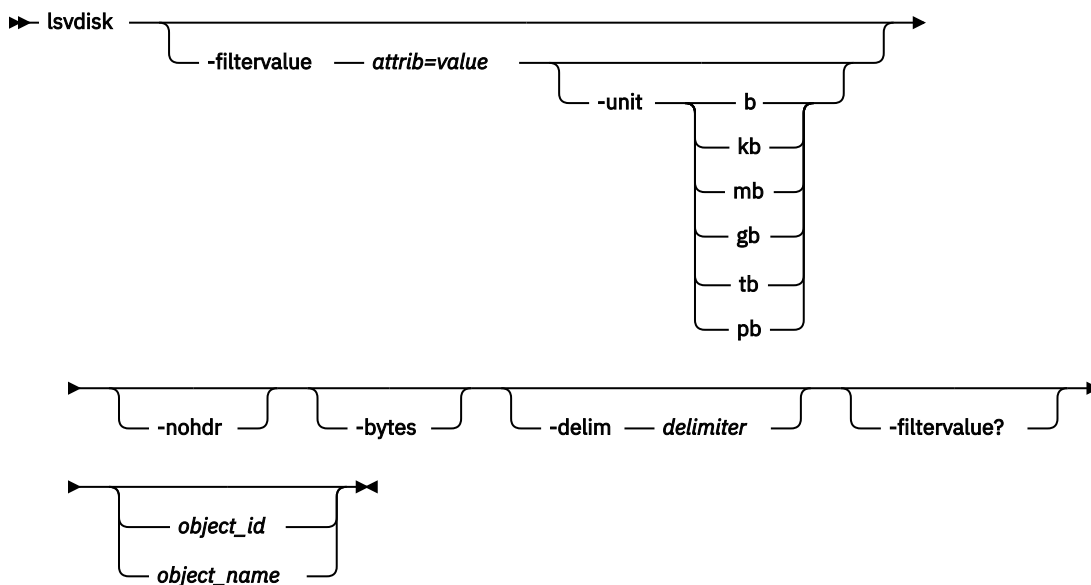 lsvdisk
-filtervalue attrib=value
-unit b
kb
mb
gb
tb
pb
-nohdr -bytes -delim delimiter -filtervalue?
object_id
object_name